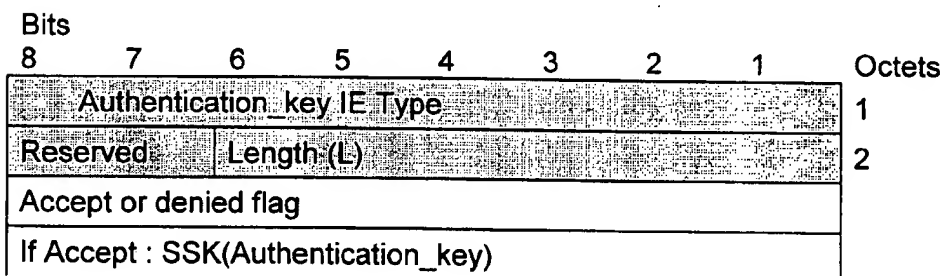 Bits
8 7 6 5 4 3 2 1 Octets
Authentication_key IE Type 1
Reserved Length (L) 2
Accept or denied flag
If Accept : SSK(Authentication_key)